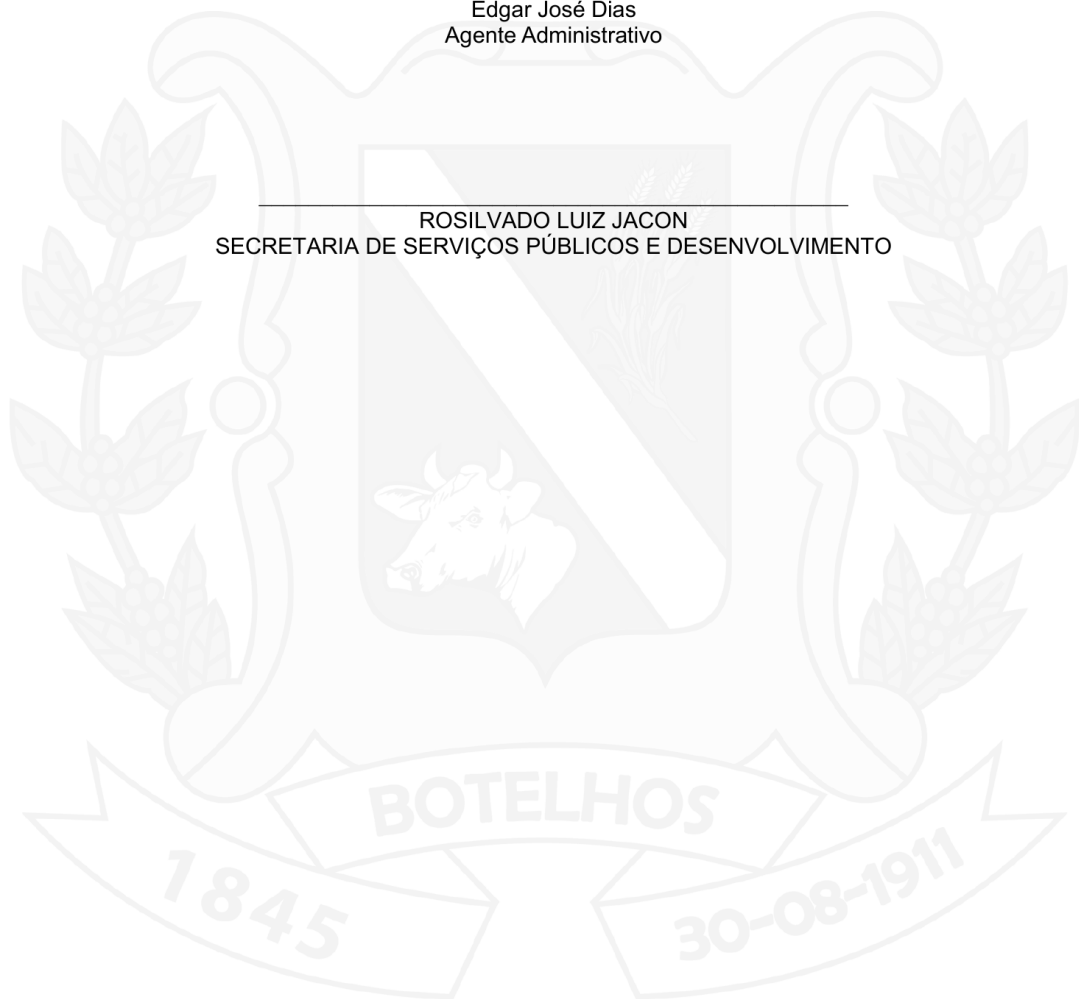 Edgar José Dias
Agente Administrativo
ROSILVADO LUIZ JACON
SECRETARIA DE SERVIÇOS PÚBLICOS E DESENVOLVIMENTO
BOTELHOS
1845
30-08-1911